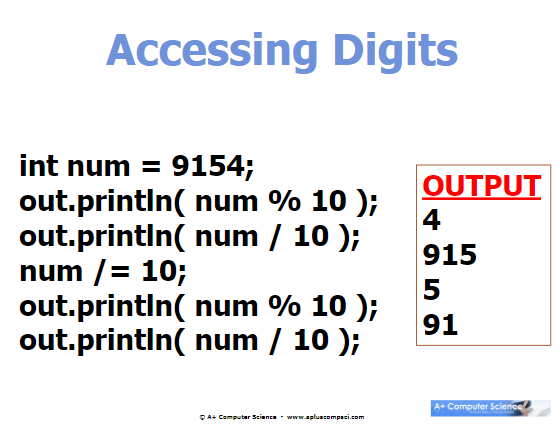 Accessing Digits
int num = 9154;
out.println( num % 10 );
out.println( num / 10 );
num /= 10;
out.println( num % 10 );
out.println( num / 10 );
OUTPUT
4
915
5
91
© A+ Computer Science - www.apluscompsci.com
A+ Computer Science